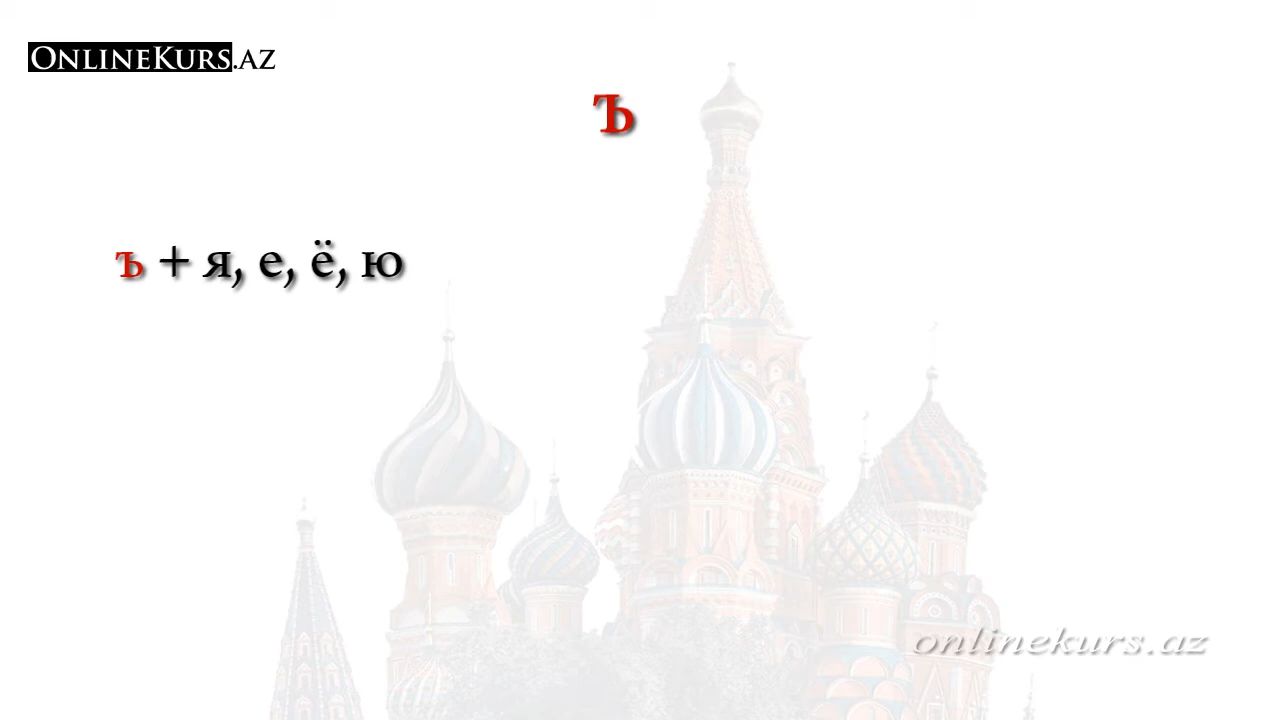 ONLINEKURS.AZ
Ъ
ъ + я, е, ё, ю
onlinekurs.az